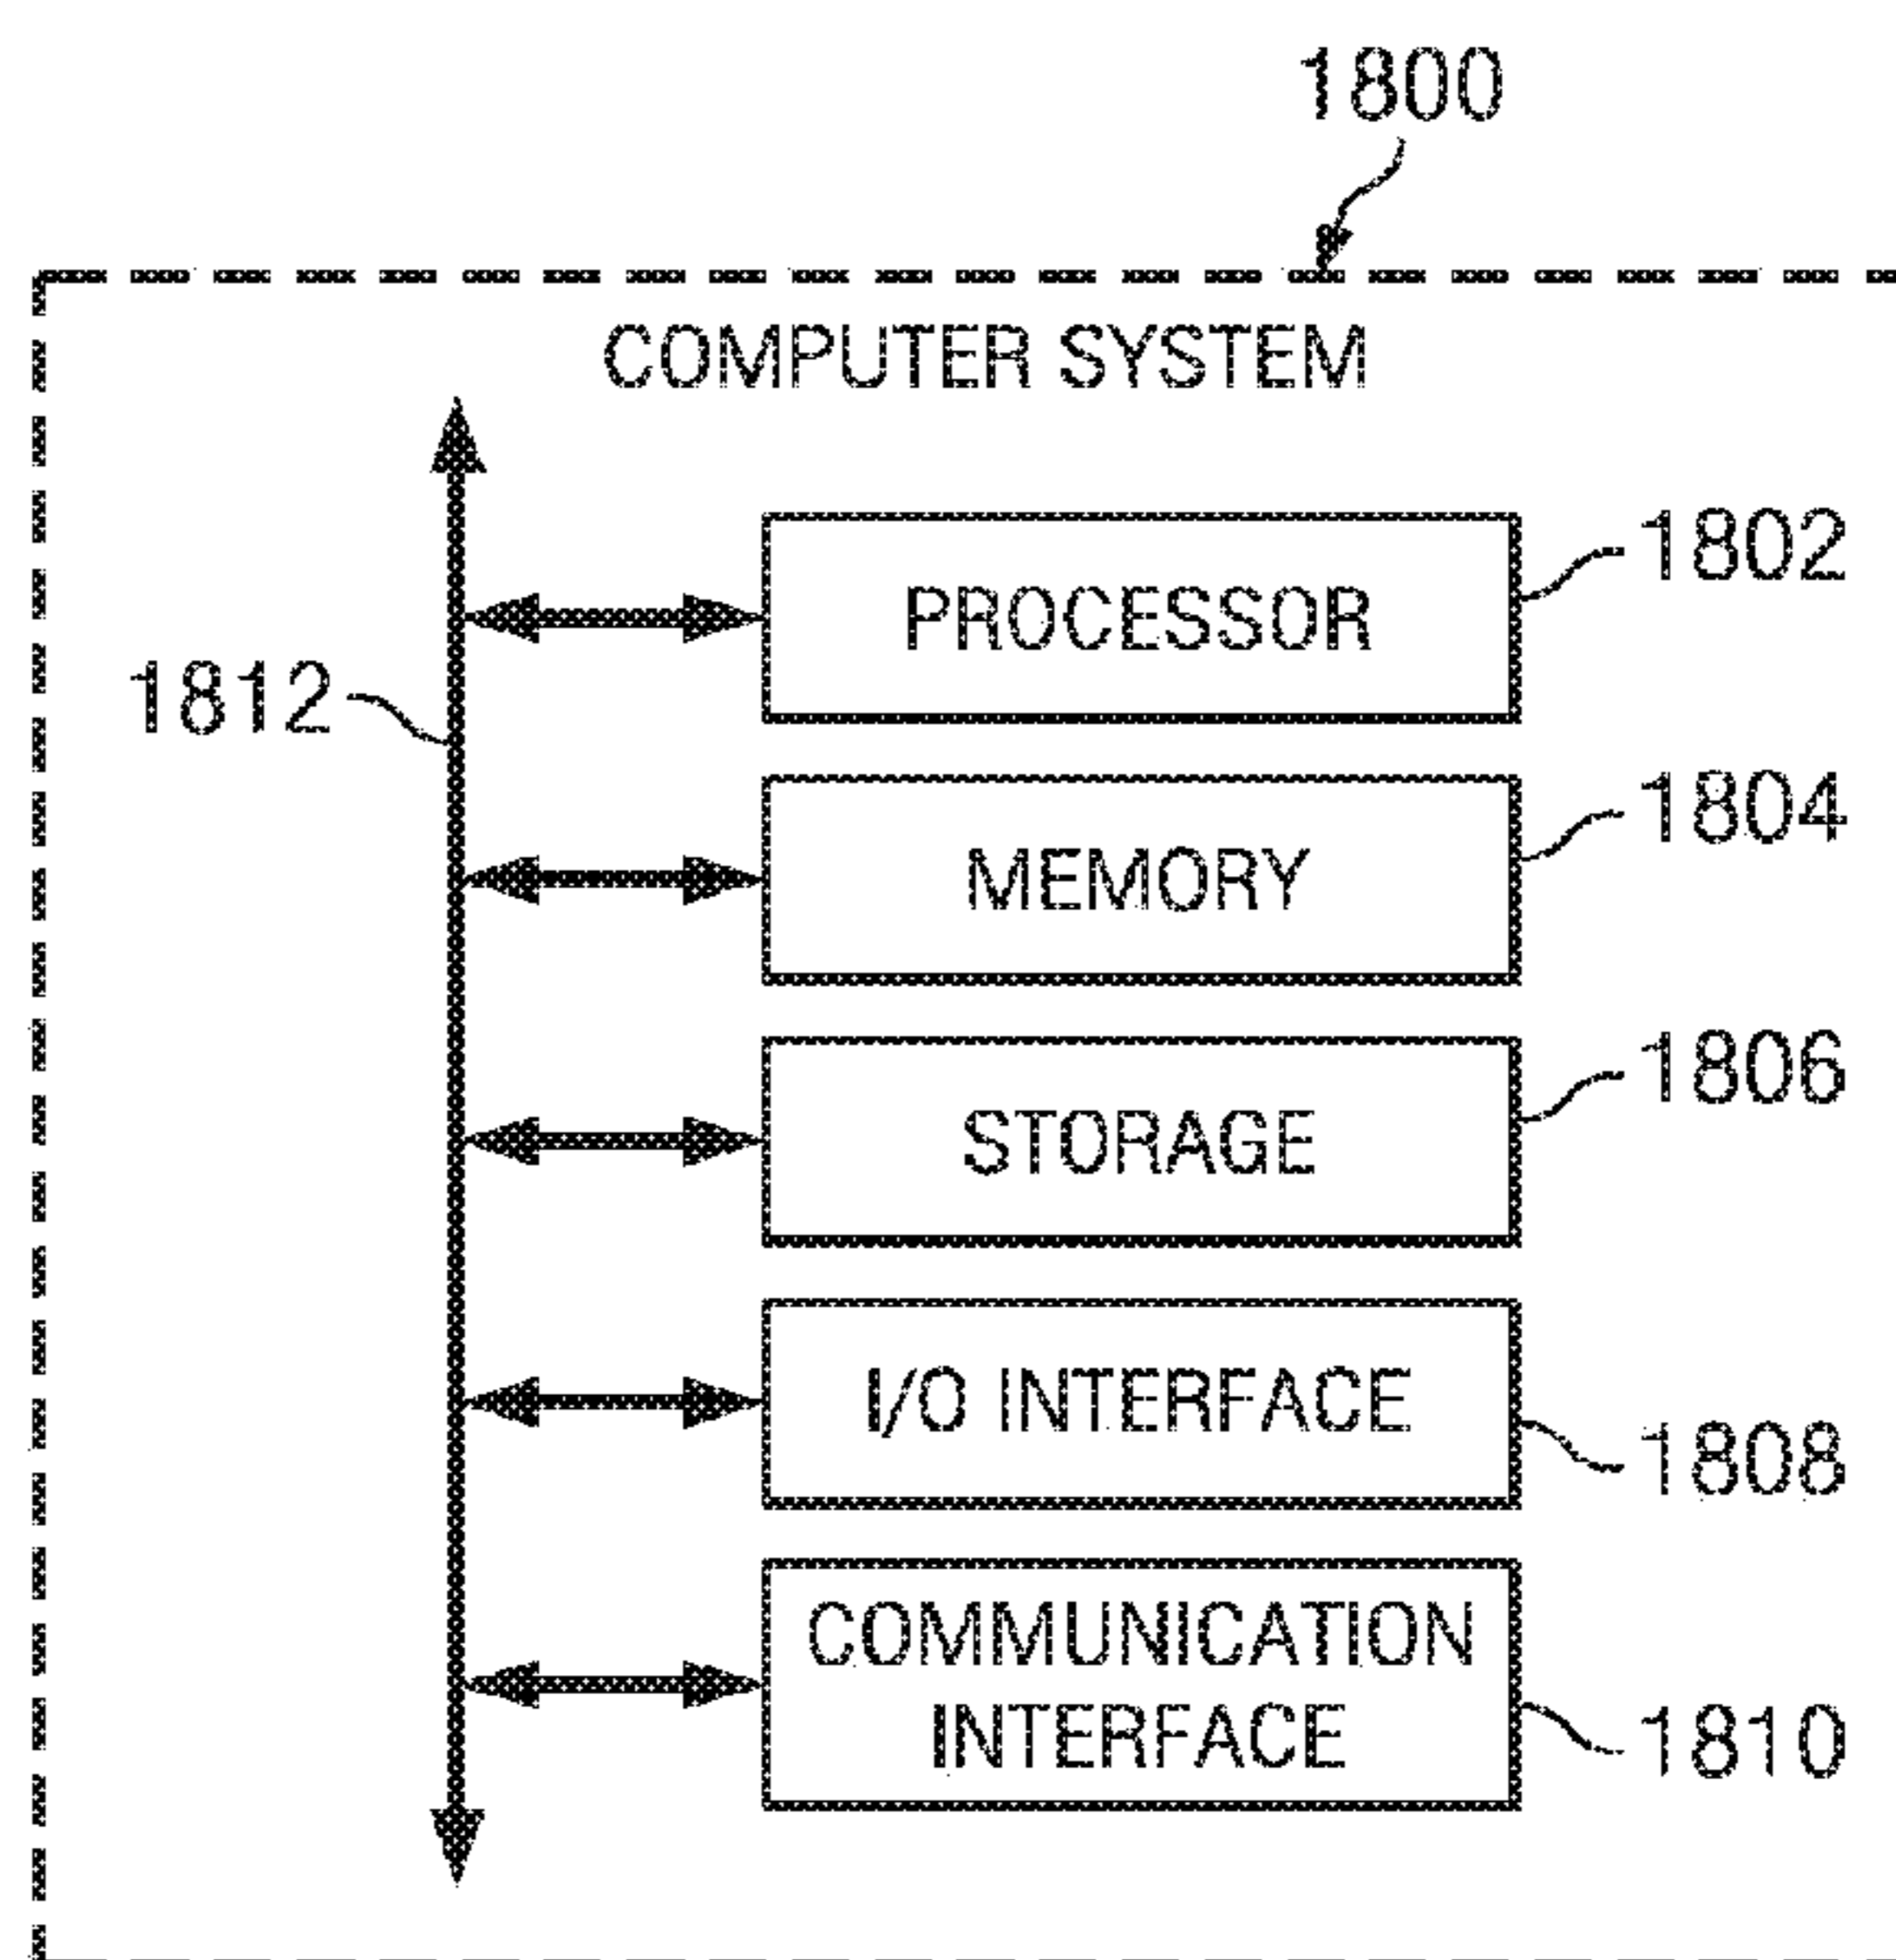 1800
COMPUTER SYSTEM
PROCESSOR
1802
1812
MEMORY
1804
STORAGE
1806
I/O INTERFACE
1808
COMMUNICATION
INTERFACE
1810